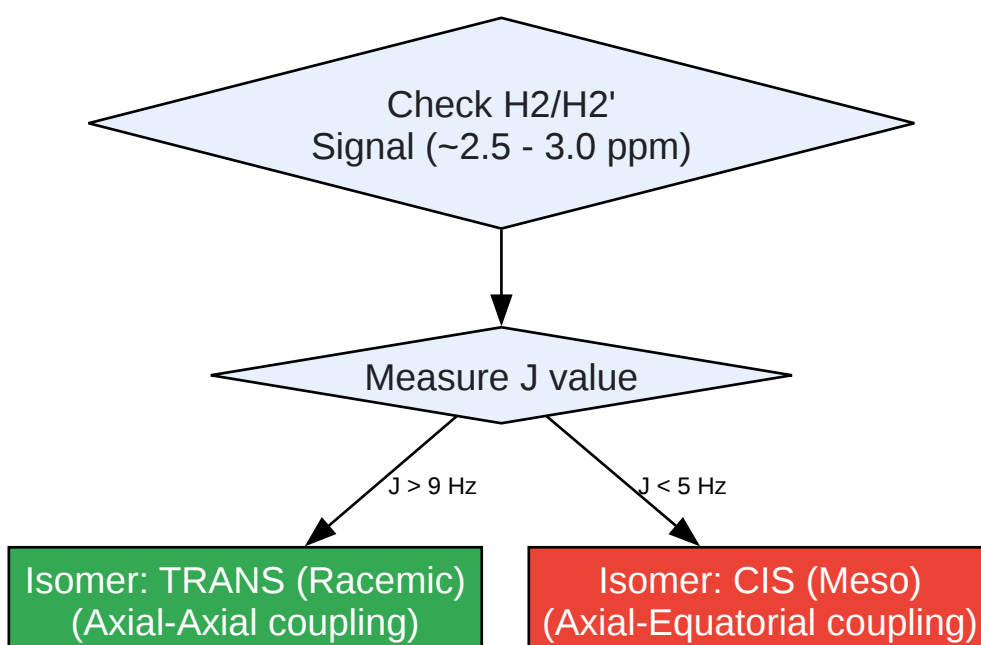 Check H2/H2'
Signal (~2.5 - 3.0 ppm)
Measure J value
J > 9 Hz
J < 5 Hz
Isomer: TRANS (Racemic)
(Axial-Axial coupling)
Isomer: CIS (Meso)
(Axial-Equatorial coupling)